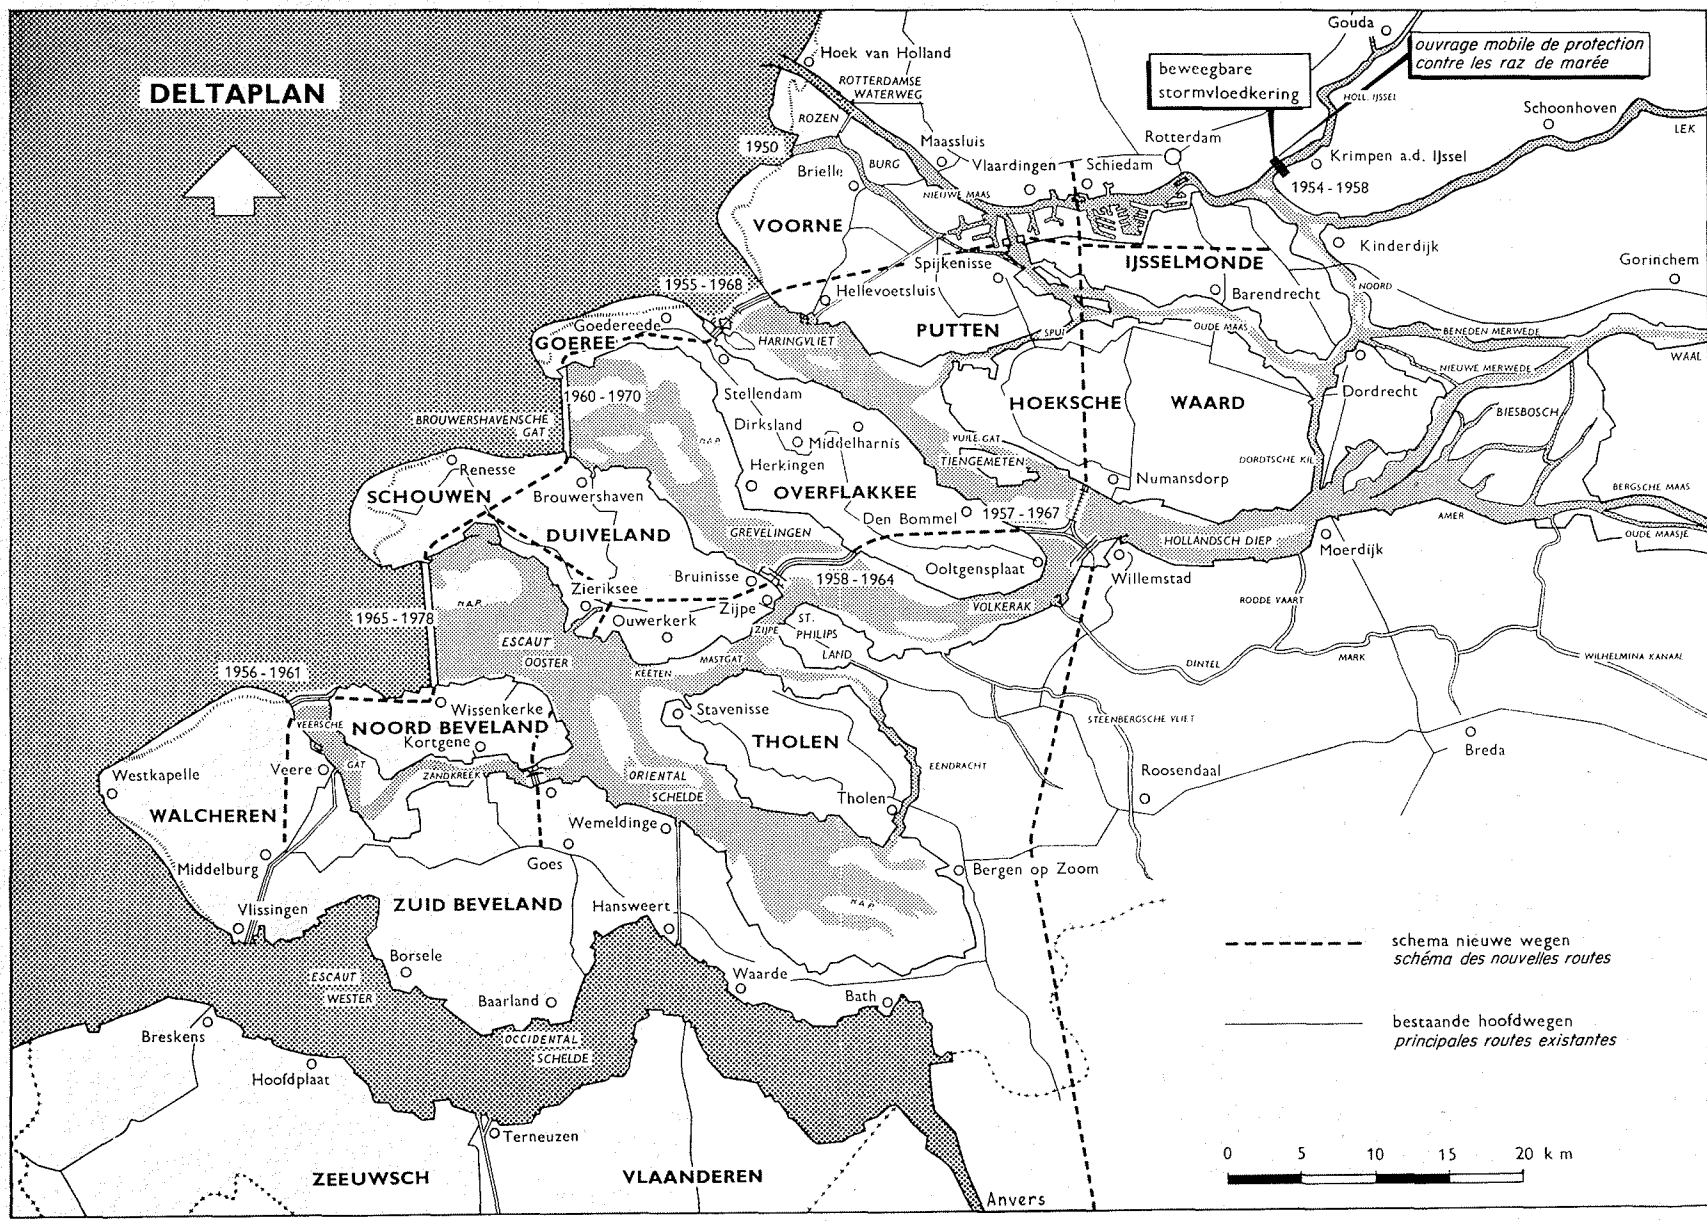 DELTAPLAN
Hoek van Holland
ROTTERDAMSE
WATERWEG
Gouda
ouvrage mobile de protection
contre les raz de marée
beweegbare
stormvloedkering
HOLL. IJSSEL
Schoonhoven
LEK
ROZEN
BURG
Maassluis
Vlaardingen
Schiedam
Rotterdam
Krimpen a.d. IJssel
1954 - 1958
1950
Brielle
NIEUWE MAAS
VOORNE
Kinderdijk
Gorinchem
Spijkenisse
IJSSELMONDE
Barendrecht
NOORD
1955 - 1968
Hellevoetsluis
PUTTEN
SPUI
OUDE MAAS
BENEDEN MERWEDE
WAAL
Goedereede
GOEREE
HARINGVLIET
NIEUWE MERWEDE
1960 - 1970
Stellendam
HOEKSCHE WAARD
Dordrecht
BIESBOSCH
BROUWERSHAVENSCHE
GAT
Dirksland
Middelharnis
N.A.P.
VUILE GAT
TIENGEMETEN
DORDTSCHE KIL
Renesse
Herkingen
SCHOUWEN
Brouwershaven
OVERFLAKKEE
Numansdorp
BERGSCHE MAAS
Den Bommel
1957 - 1967
AMER
DUIVELAND
GREVELINGEN
HOLLANDSCH DIEP
Moerdijk
OUDE MAASJE
Bruinisse
1958 - 1964
Ooltgensplaat
Willemstad
Zieriksee
Zijpe
VOLKERAK
ROODE VAART
N.A.P.
1965 - 1978
Ouwerkerk
ZIJPE
ST.
PHILIPS
LAND
ESCAUT
OOSTER
MASTGAT
KEETEN
DINTEL
MARK
WILHELMINA KANAAL
1956 - 1961
Wissenkerke
NOORD BEVELAND
VEERSCHE
GAT
Kortgene
ZANDKREEK
Stavenisse
THOLEN
STEENBERGSCHE VLIET
Breda
Westkapelle
Veere
ORIENTAL
SCHELDE
EENDRACHT
Roosendaal
WALCHEREN
Wemeldinge
Tholen
Middelburg
Goes
Bergen op Zoom
Vlissingen
ZUID BEVELAND
Hansweert
N.A.P.
Borsele
ESCAUT
WESTER
Baarland
Waarde
Bath
schema nieuwe wegen
schéma des nouvelles routes
Breskens
OCCIDENTAL
SCHELDE
bestaande hoofdwegen
principales routes existantes
Hoofdplaat
Terneuzen
0 5 10 15 20 km
ZEEUWSCH VLAANDEREN
Anvers